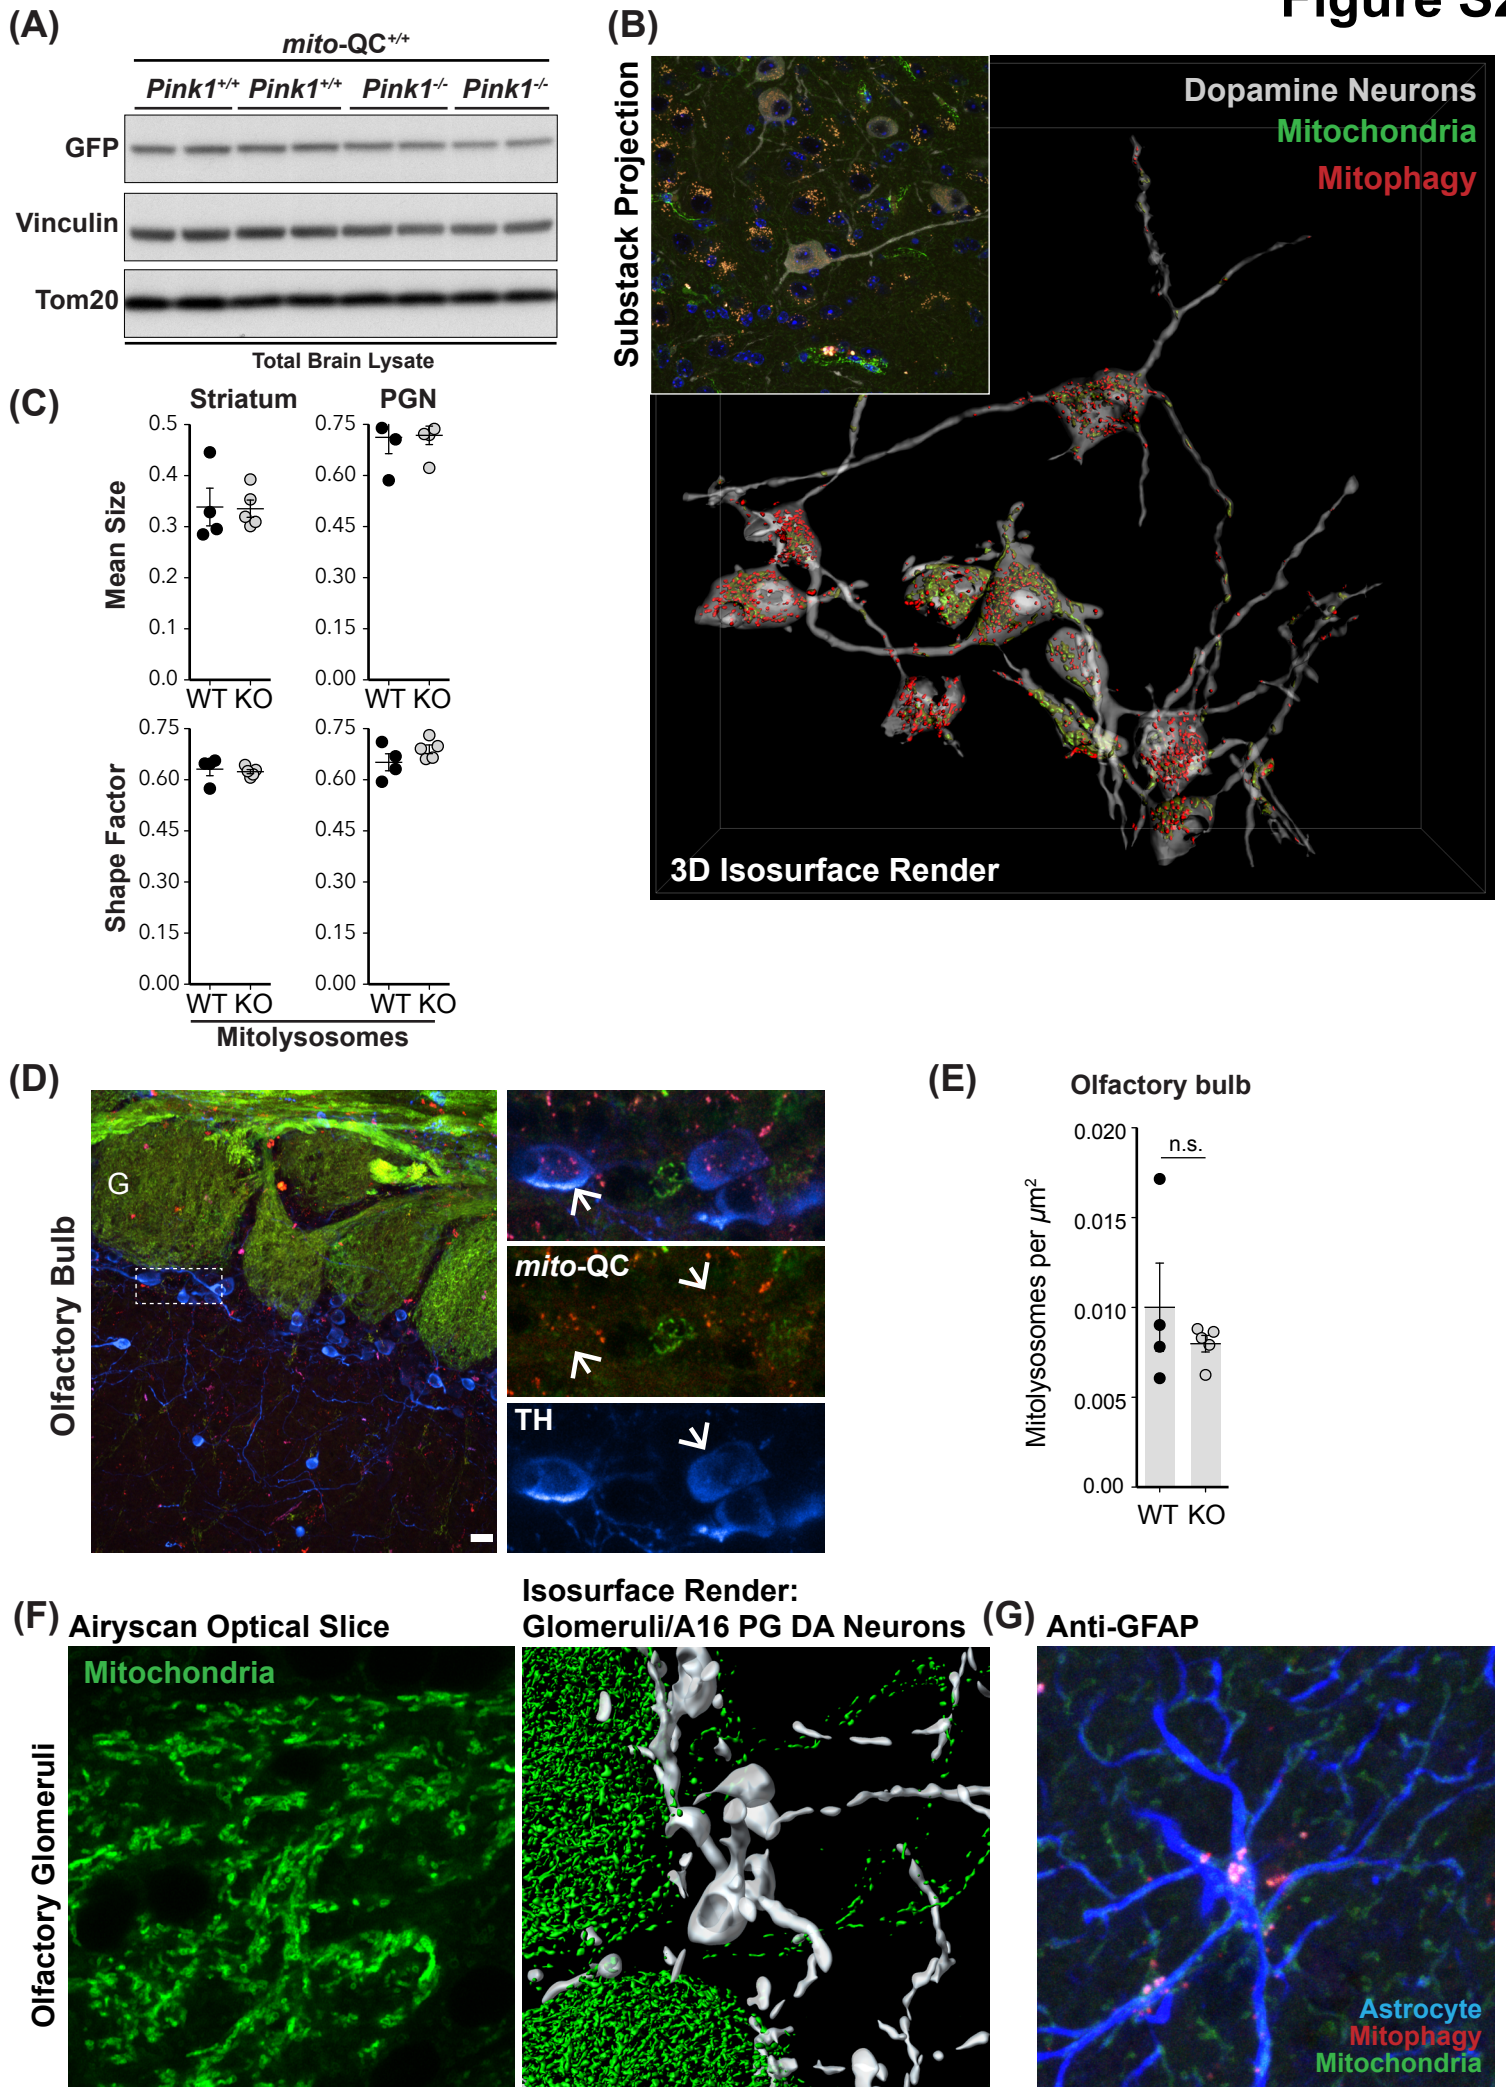 Figure S2
(A)
mito-QC+/+
Pink1+/+ Pink1+/+ Pink1-/- Pink1-/-
GFP
Vinculin
Tom20
Total Brain Lysate
(B)
Substack Projection
Dopamine Neurons
Mitochondria
Mitophagy
3D Isosurface Render
(C)
Striatum
PGN
Mean Size
0.5
0.4
0.3
0.2
0.1
0.0
WT KO
0.75
0.60
0.45
0.30
0.15
0.00
WT KO
Shape Factor
0.75
0.60
0.45
0.30
0.15
0.00
WT KO
0.75
0.60
0.45
0.30
0.15
0.00
WT KO
Mitolysosomes
(D)
Olfactory Bulb
G
mito-QC
TH
(E)
Olfactory bulb
Mitolysosomes per µm2
0.020
0.015
0.010
0.005
0.00
n.s.
WT KO
(F)
Airyscan Optical Slice
Olfactory Glomeruli
Mitochondria
Isosurface Render:
Glomeruli/A16 PG DA Neurons
(G)
Anti-GFAP
Astrocyte
Mitophagy
Mitochondria